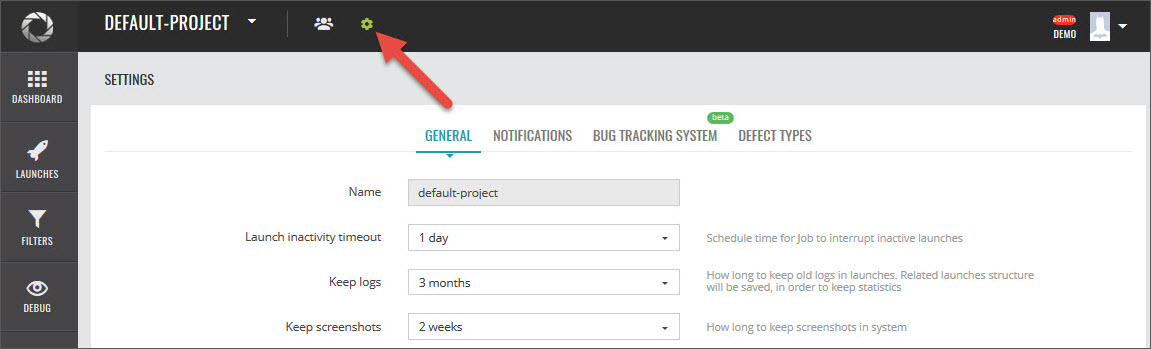 DEFAULT-PROJECT
admin
DEMO
DASHBOARD
LAUNCHES
FILTERS
DEBUG
SETTINGS
GENERAL NOTIFICATIONS BUG TRACKING SYSTEM beta DEFECT TYPES
Name default-project
Launch inactivity timeout 1 day Schedule time for Job to interrupt inactive launches
Keep logs 3 months How long to keep old logs in launches. Related launches structure
will be saved, in order to keep statistics
Keep screenshots 2 weeks How long to keep screenshots in system